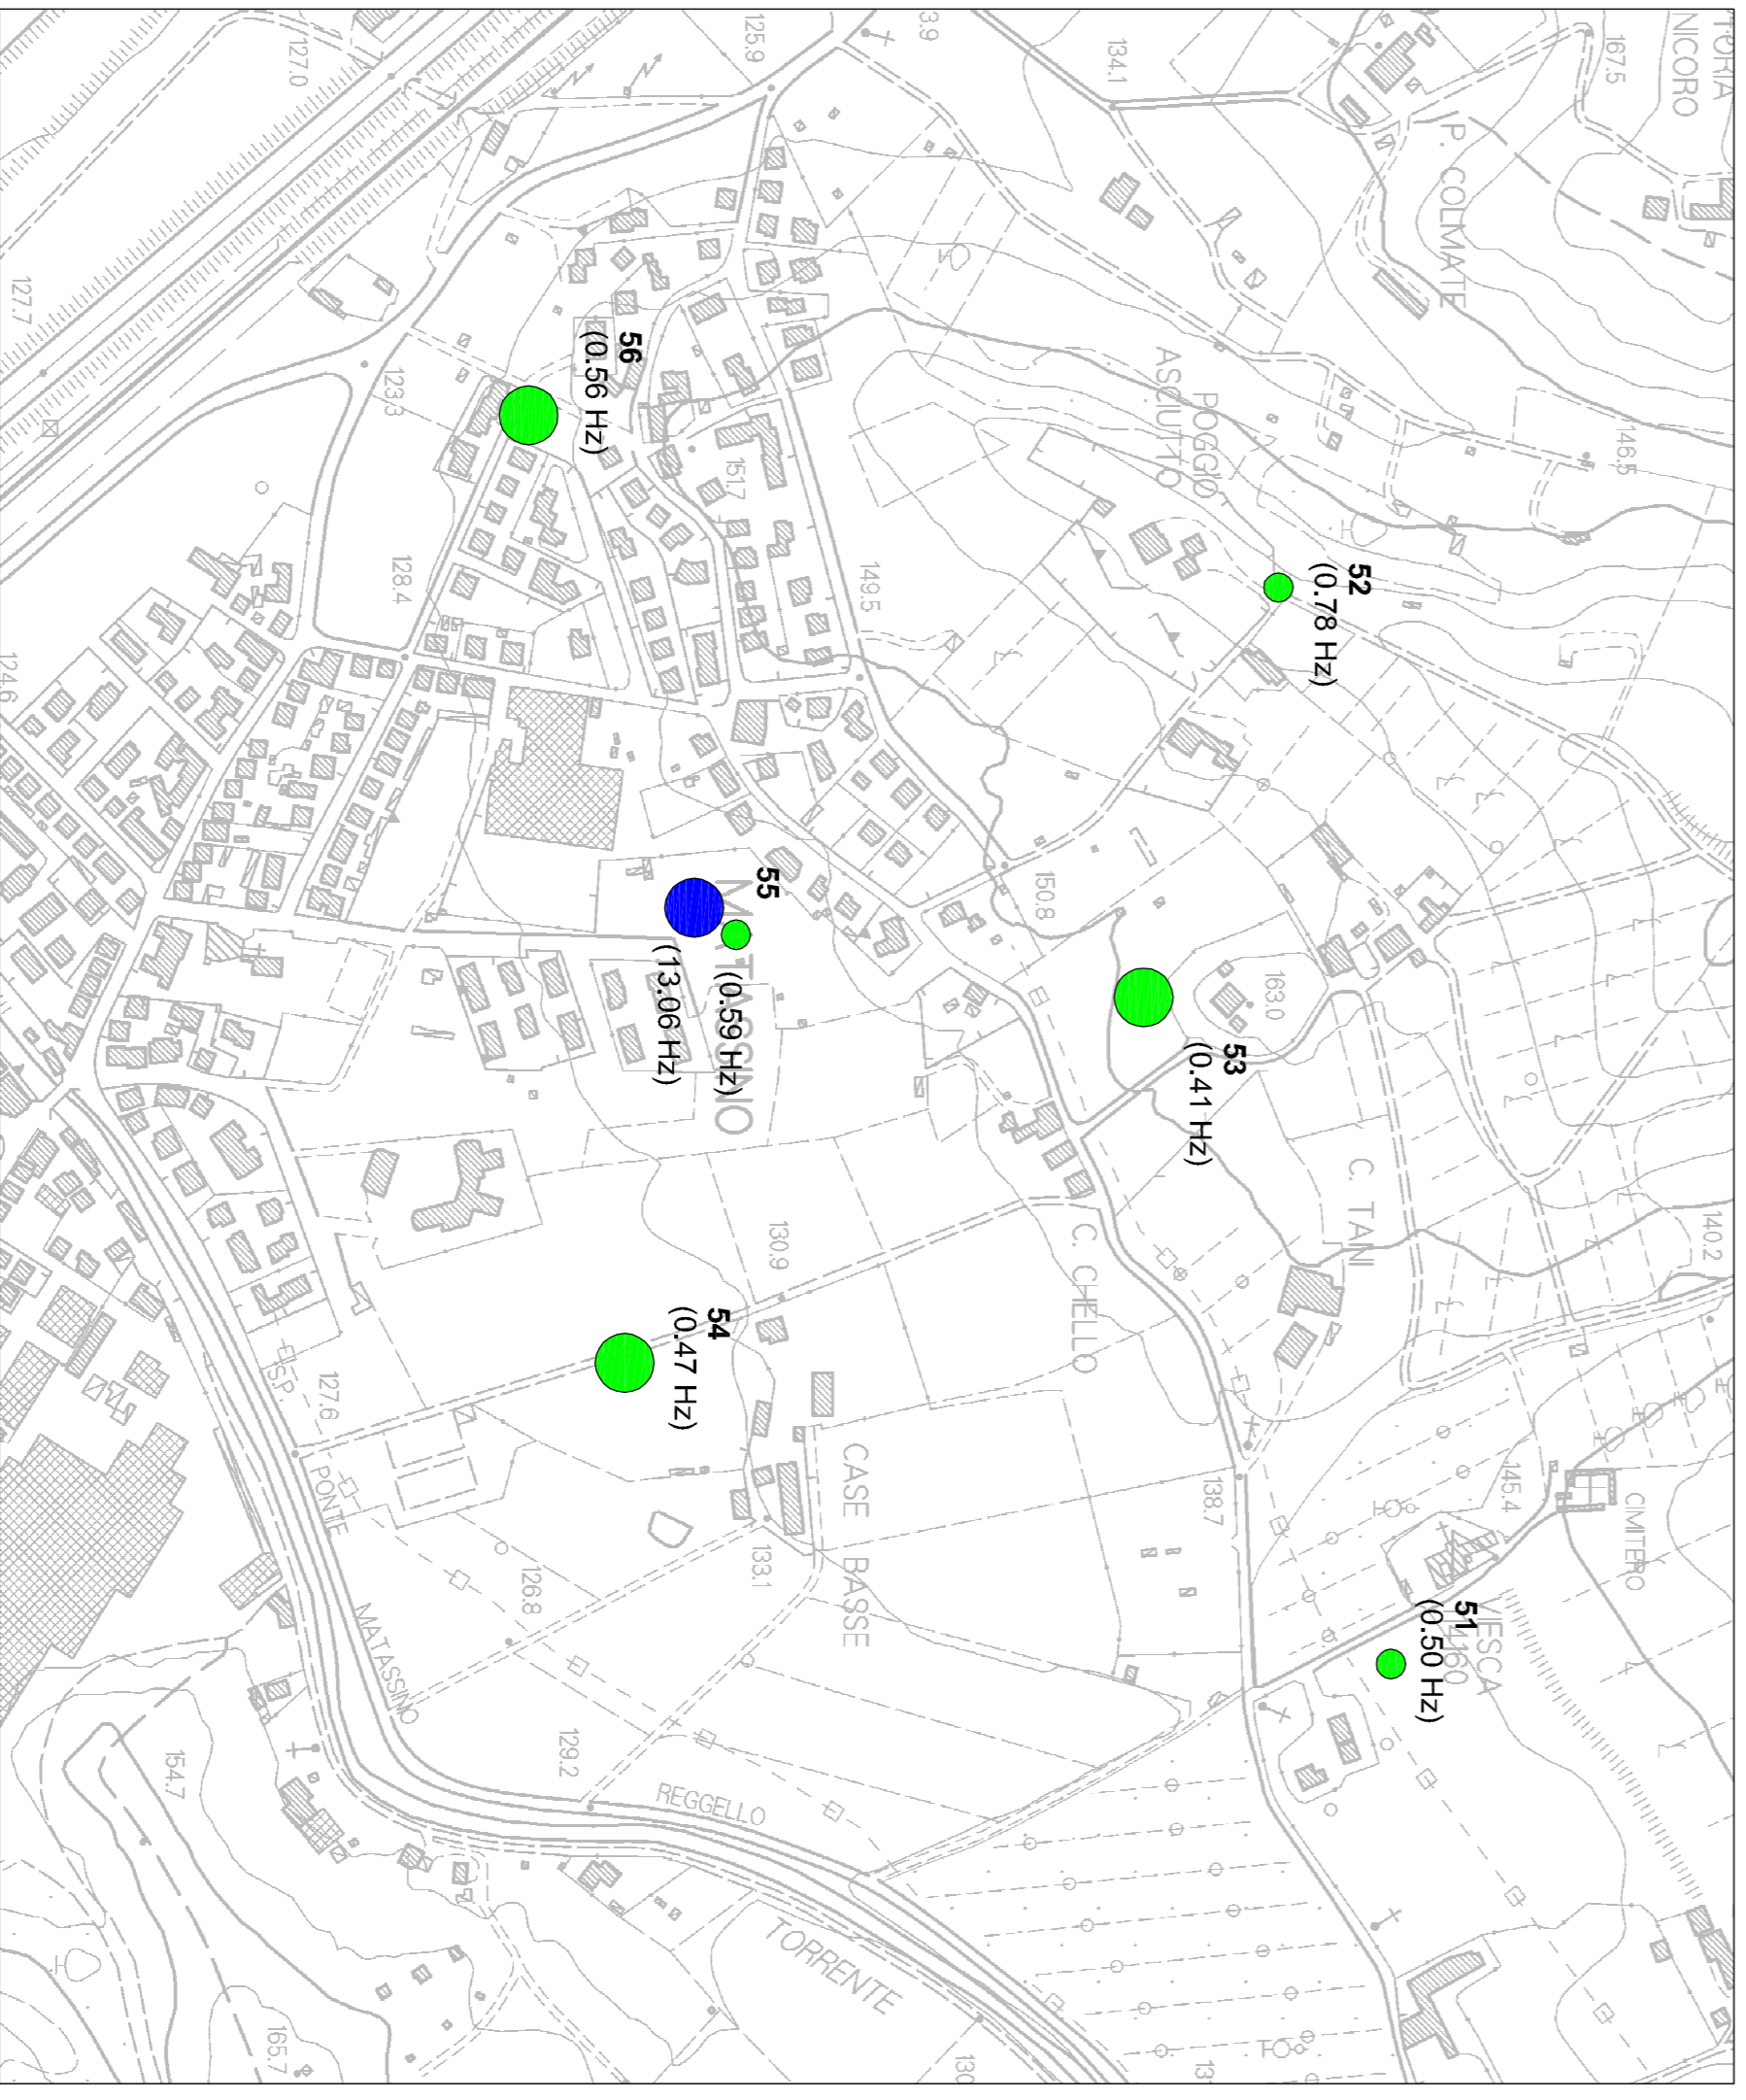 NICORO
140.2
CIMITERO
146.5
167.5
145.4
VIESCA
51
(0.50 Hz)
P. COLMATE
52
(0.78 Hz)
C. TANI
163.0
53
(0.41 Hz)
138.7
POGGIO
ASCIUTTO
134.1
C. CHELLO
150.8
3.9
149.5
CASE BASSE
TORRENTE
130.9
55
(0.59 Hz)
(13.06 Hz)
MATASSINO
133.1
125.9
151.7
54
(0.47 Hz)
REGGELLO
56
(0.56 Hz)
129.2
126.8
128.4
123.3
S.P. PONTE MATASSINO
127.6
127.0
165.7
154.7
127.7
124.6